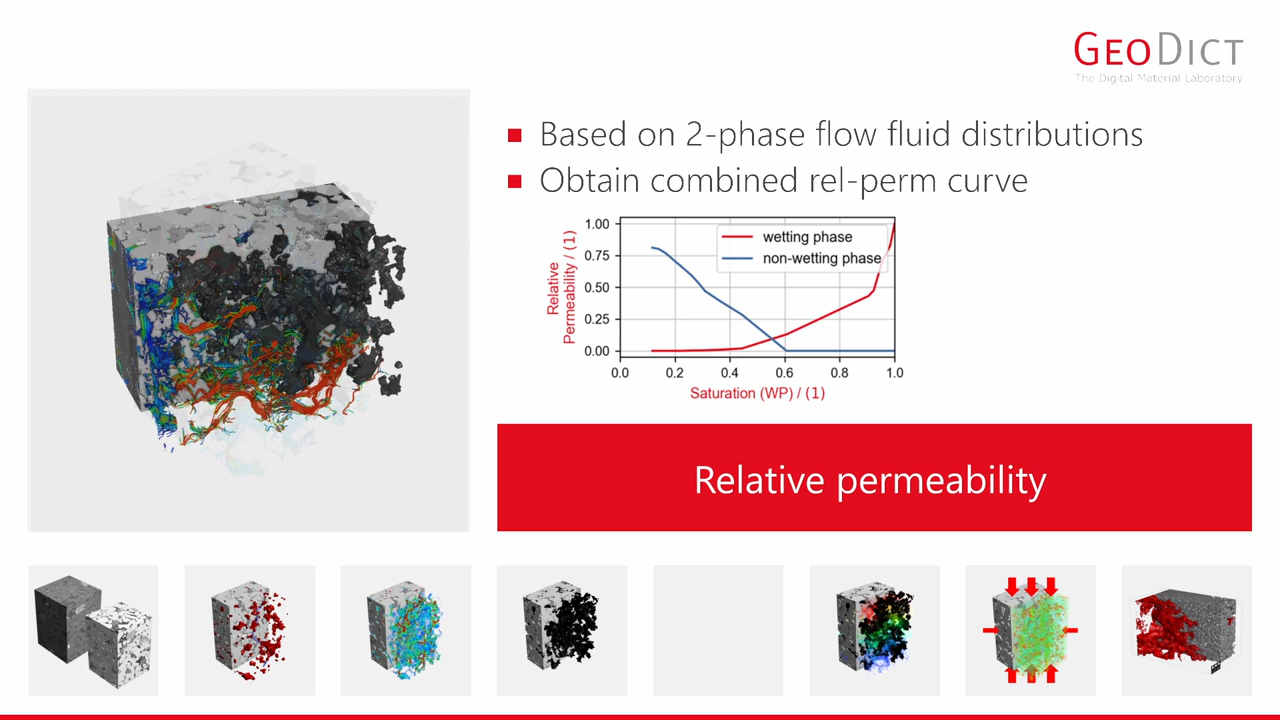 GEODICT
The Digital Material Laboratory
Based on 2-phase flow fluid distributions
Obtain combined rel-perm curve
1.00
0.75
0.50
0.25
0.00
Relative
Permeability / (1)
wetting phase
non-wetting phase
0.0 0.2 0.4 0.6 0.8 1.0
Saturation (WP) / (1)
Relative permeability